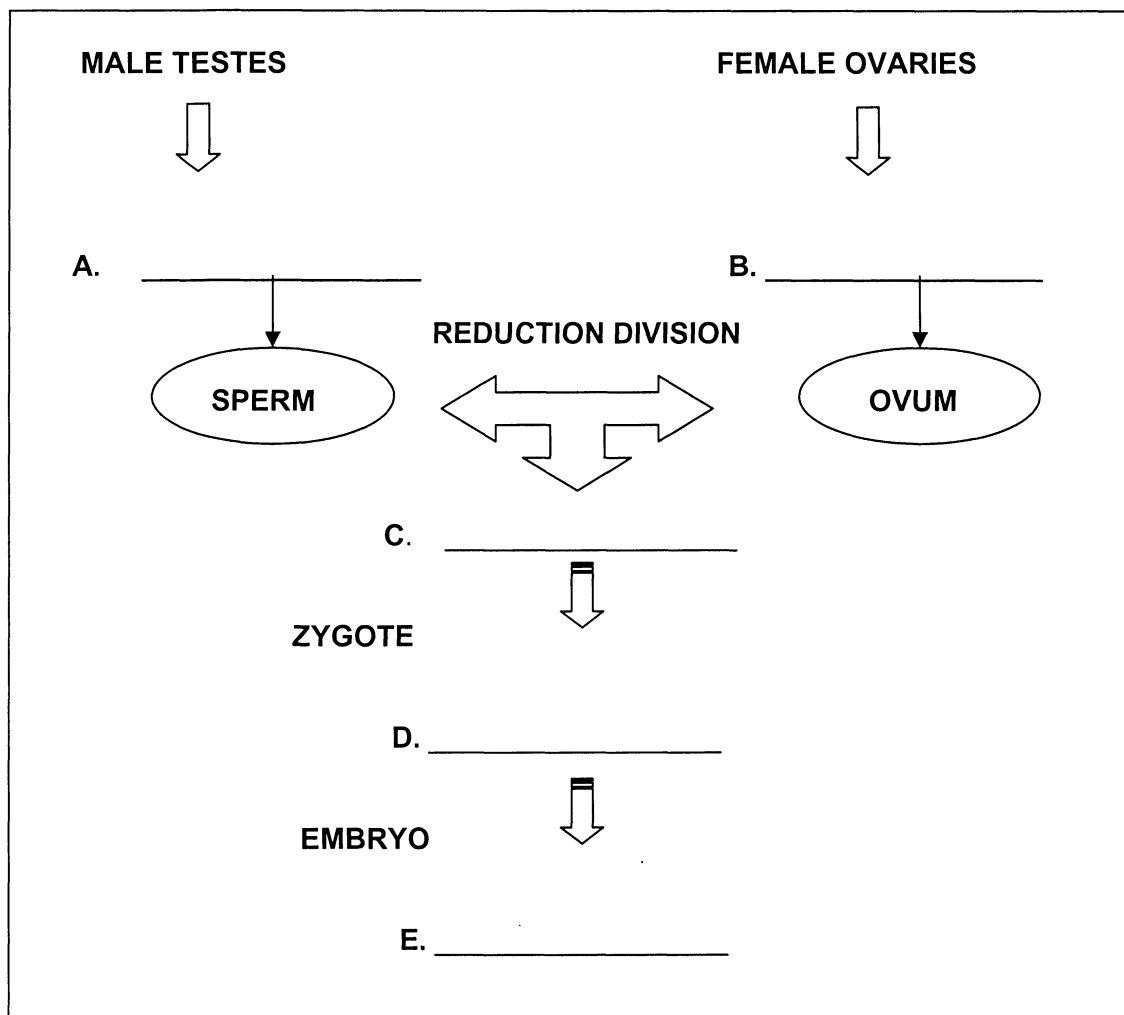 MALE TESTES
FEMALE OVARIES
A.
B.
REDUCTION DIVISION
SPERM
OVUM
C.
ZYGOTE
D.
EMBRYO
E.